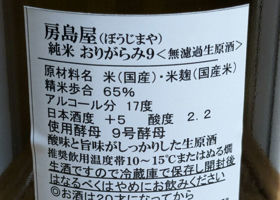 房島屋(ぼうじまや)
純米 おりがらみ9<無濾過生原酒>
原材料名 米(国産)・米麹(国産米)
精米歩合 65%
アルコール分 17度
日本酒度 +5 酸度 2.2
使用酵母 9号酵母
酸味と旨味がしっかりした生原酒
推奨飲用温度帯10~15℃またはぬる燗
生酒ですので冷蔵庫で保存し開封後
はなるべくはやめにお飲みください
◎お酒は20才になってから